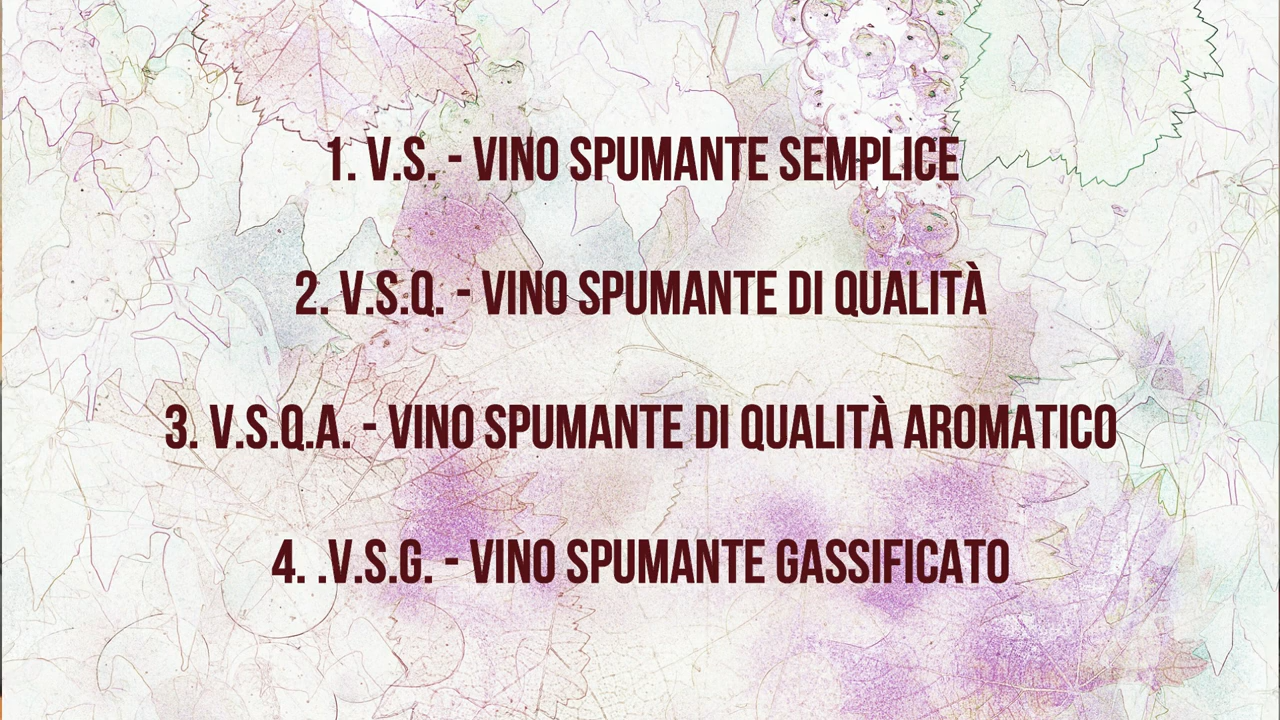 1. V.S. - VINO SPUMANTE SEMPLICE
2. V.S.Q. - VINO SPUMANTE DI QUALITÀ
3. V.S.Q.A. - VINO SPUMANTE DI QUALITÀ AROMATICO
4. .V.S.G. - VINO SPUMANTE GASSIFICATO